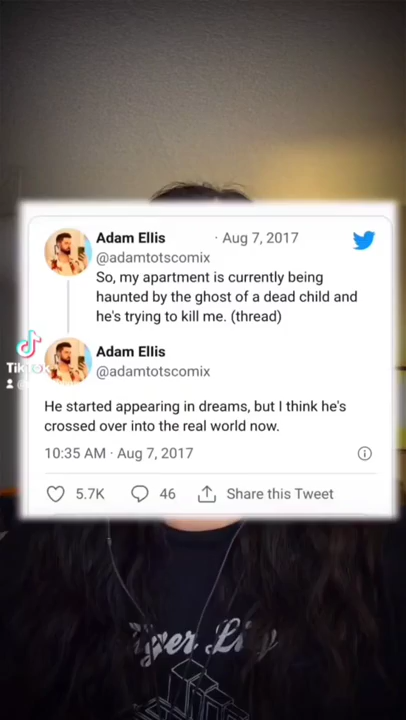 Adam Ellis · Aug 7, 2017
@adamtotscomix
So, my apartment is currently being
haunted by the ghost of a dead child and
he's trying to kill me. (thread)
Adam Ellis
@adamtotscomix
TikTok
He started appearing in dreams, but I think he's
crossed over into the real world now.
10:35 AM · Aug 7, 2017
5.7K 46 Share this Tweet